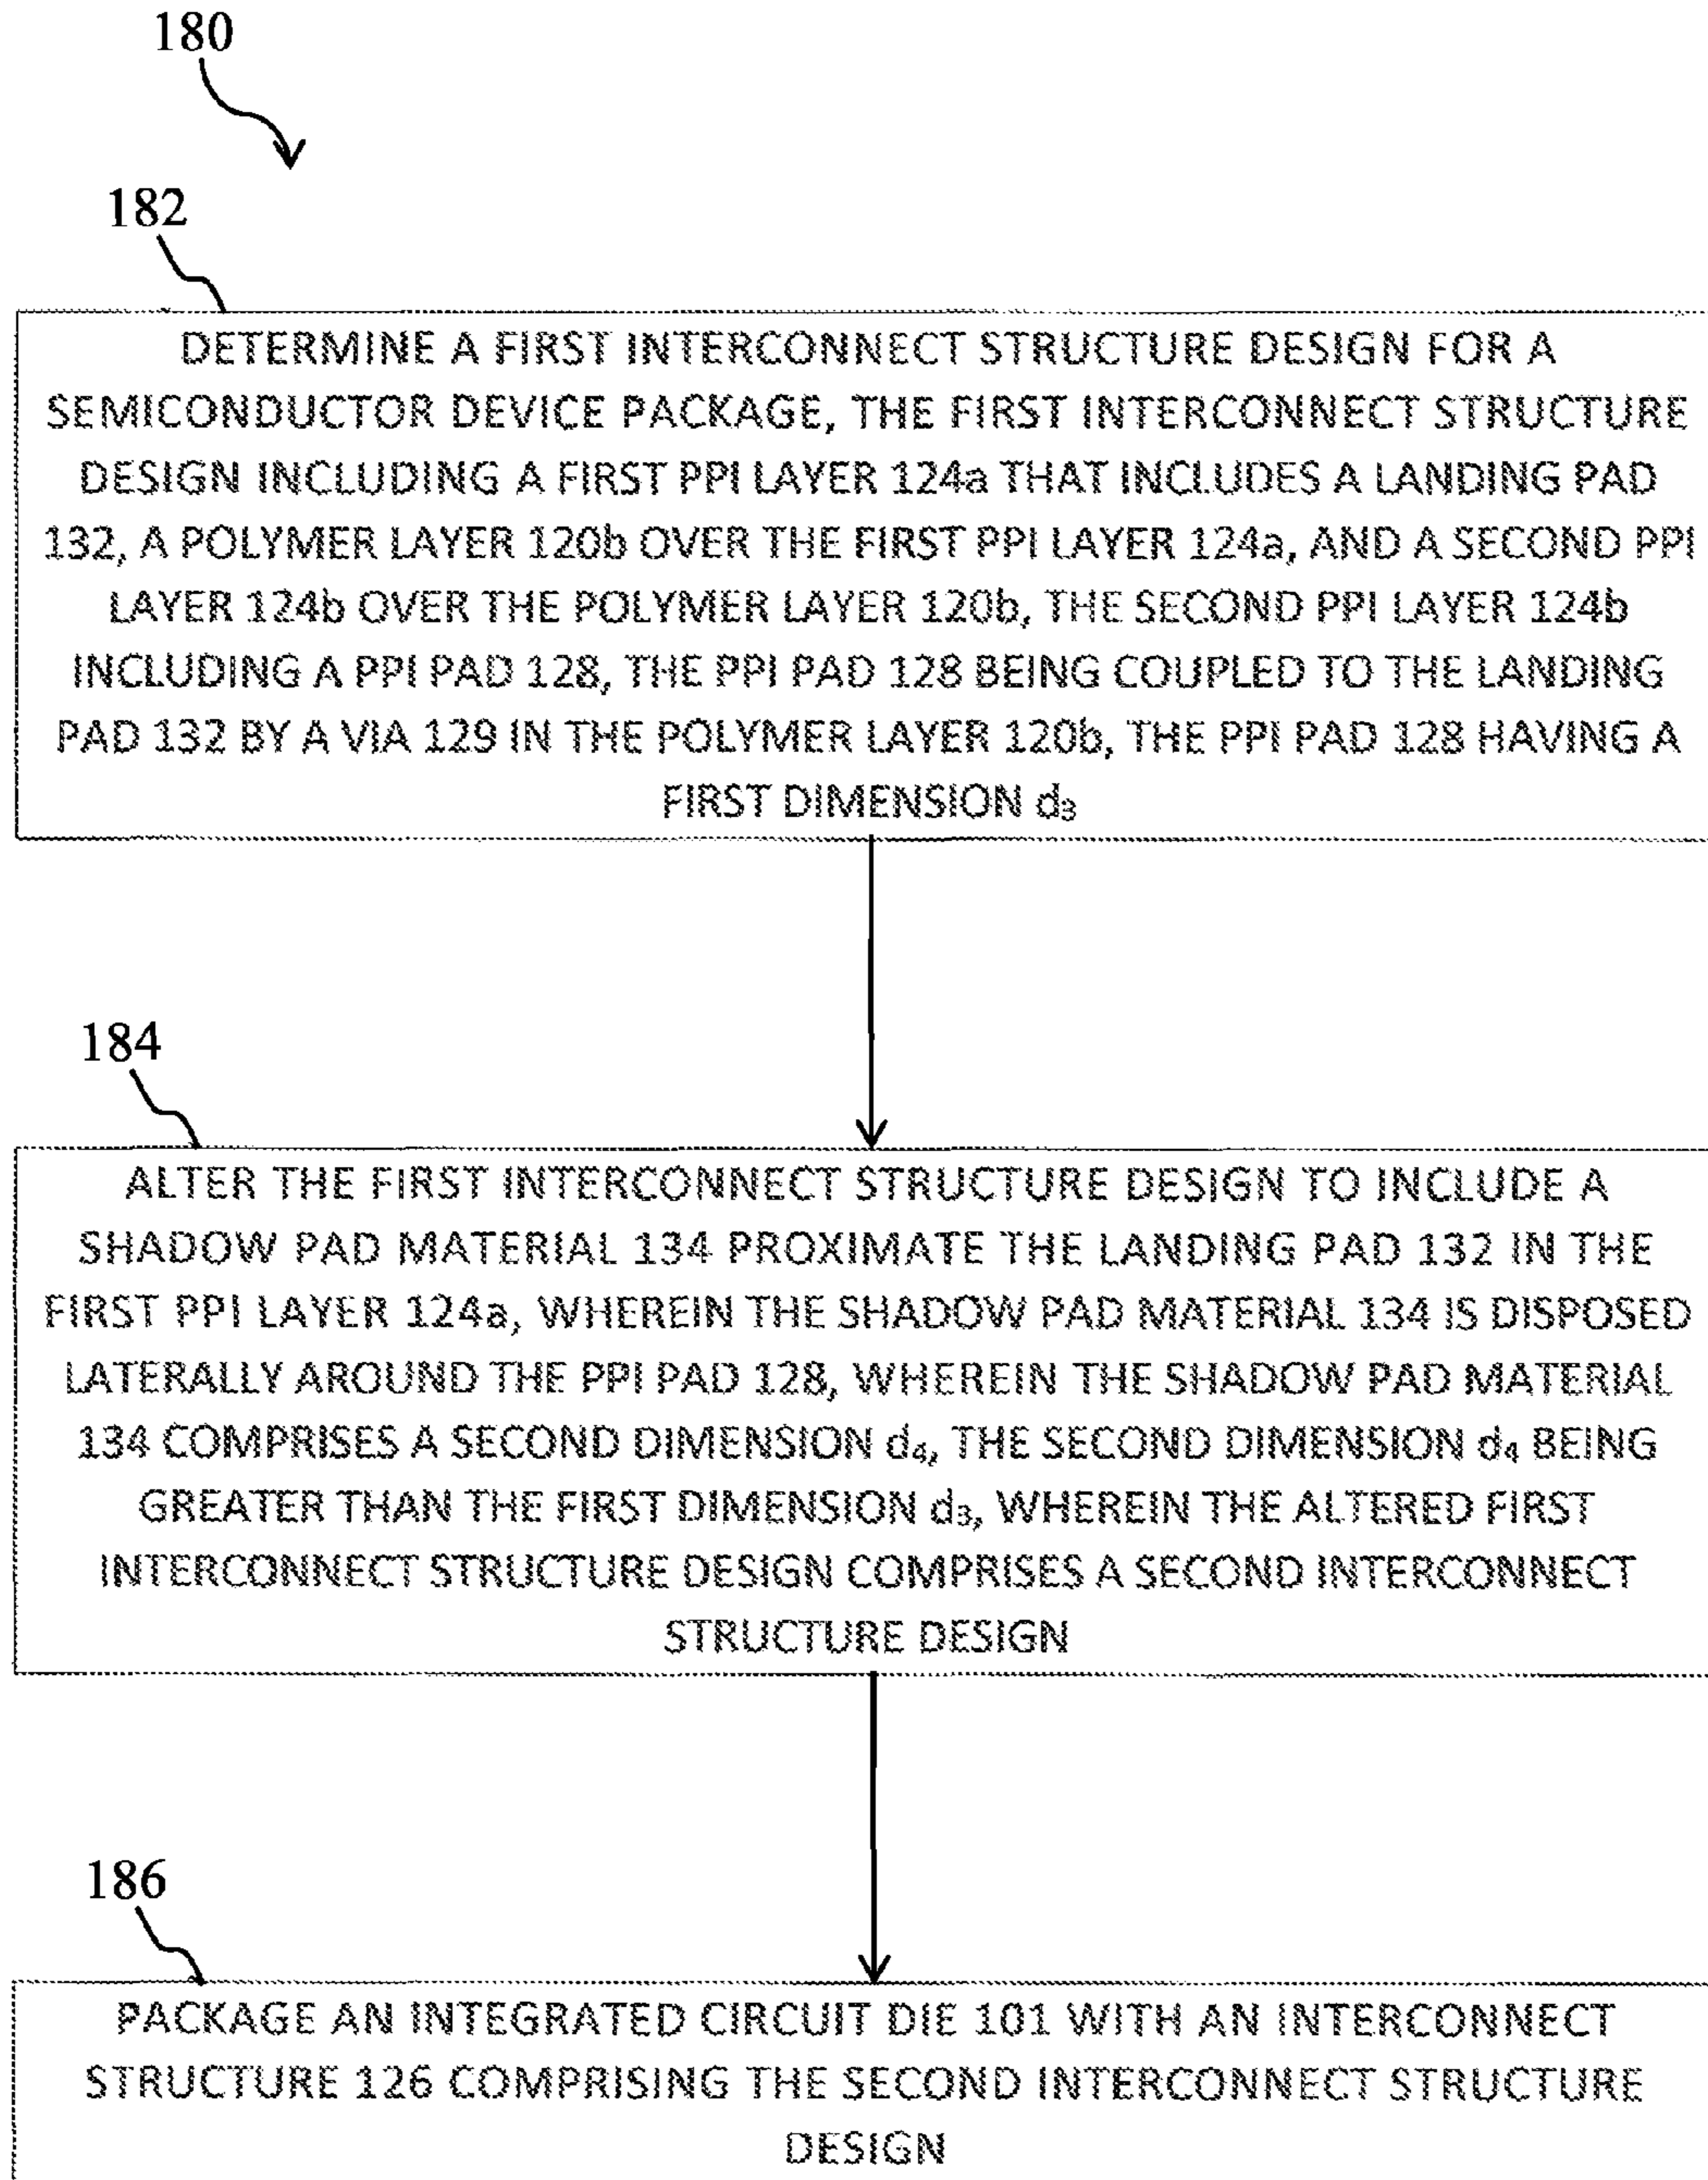 180
182
DETERMINE A FIRST INTERCONNECT STRUCTURE DESIGN FOR A
SEMICONDUCTOR DEVICE PACKAGE, THE FIRST INTERCONNECT STRUCTURE
DESIGN INCLUDING A FIRST PPI LAYER 124a THAT INCLUDES A LANDING PAD
132, A POLYMER LAYER 120b OVER THE FIRST PPI LAYER 124a, AND A SECOND PPI
LAYER 124b OVER THE POLYMER LAYER 120b, THE SECOND PPI LAYER 124b
INCLUDING A PPI PAD 128, THE PPI PAD 128 BEING COUPLED TO THE LANDING
PAD 132 BY A VIA 129 IN THE POLYMER LAYER 120b, THE PPI PAD 128 HAVING A
FIRST DIMENSION d₃
184
ALTER THE FIRST INTERCONNECT STRUCTURE DESIGN TO INCLUDE A
SHADOW PAD MATERIAL 134 PROXIMATE THE LANDING PAD 132 IN THE
FIRST PPI LAYER 124a, WHEREIN THE SHADOW PAD MATERIAL 134 IS DISPOSED
LATERALLY AROUND THE PPI PAD 128, WHEREIN THE SHADOW PAD MATERIAL
134 COMPRISES A SECOND DIMENSION d₄, THE SECOND DIMENSION d₄ BEING
GREATER THAN THE FIRST DIMENSION d₃, WHEREIN THE ALTERED FIRST
INTERCONNECT STRUCTURE DESIGN COMPRISES A SECOND INTERCONNECT
STRUCTURE DESIGN
186
PACKAGE AN INTEGRATED CIRCUIT DIE 101 WITH AN INTERCONNECT
STRUCTURE 126 COMPRISING THE SECOND INTERCONNECT STRUCTURE
DESIGN